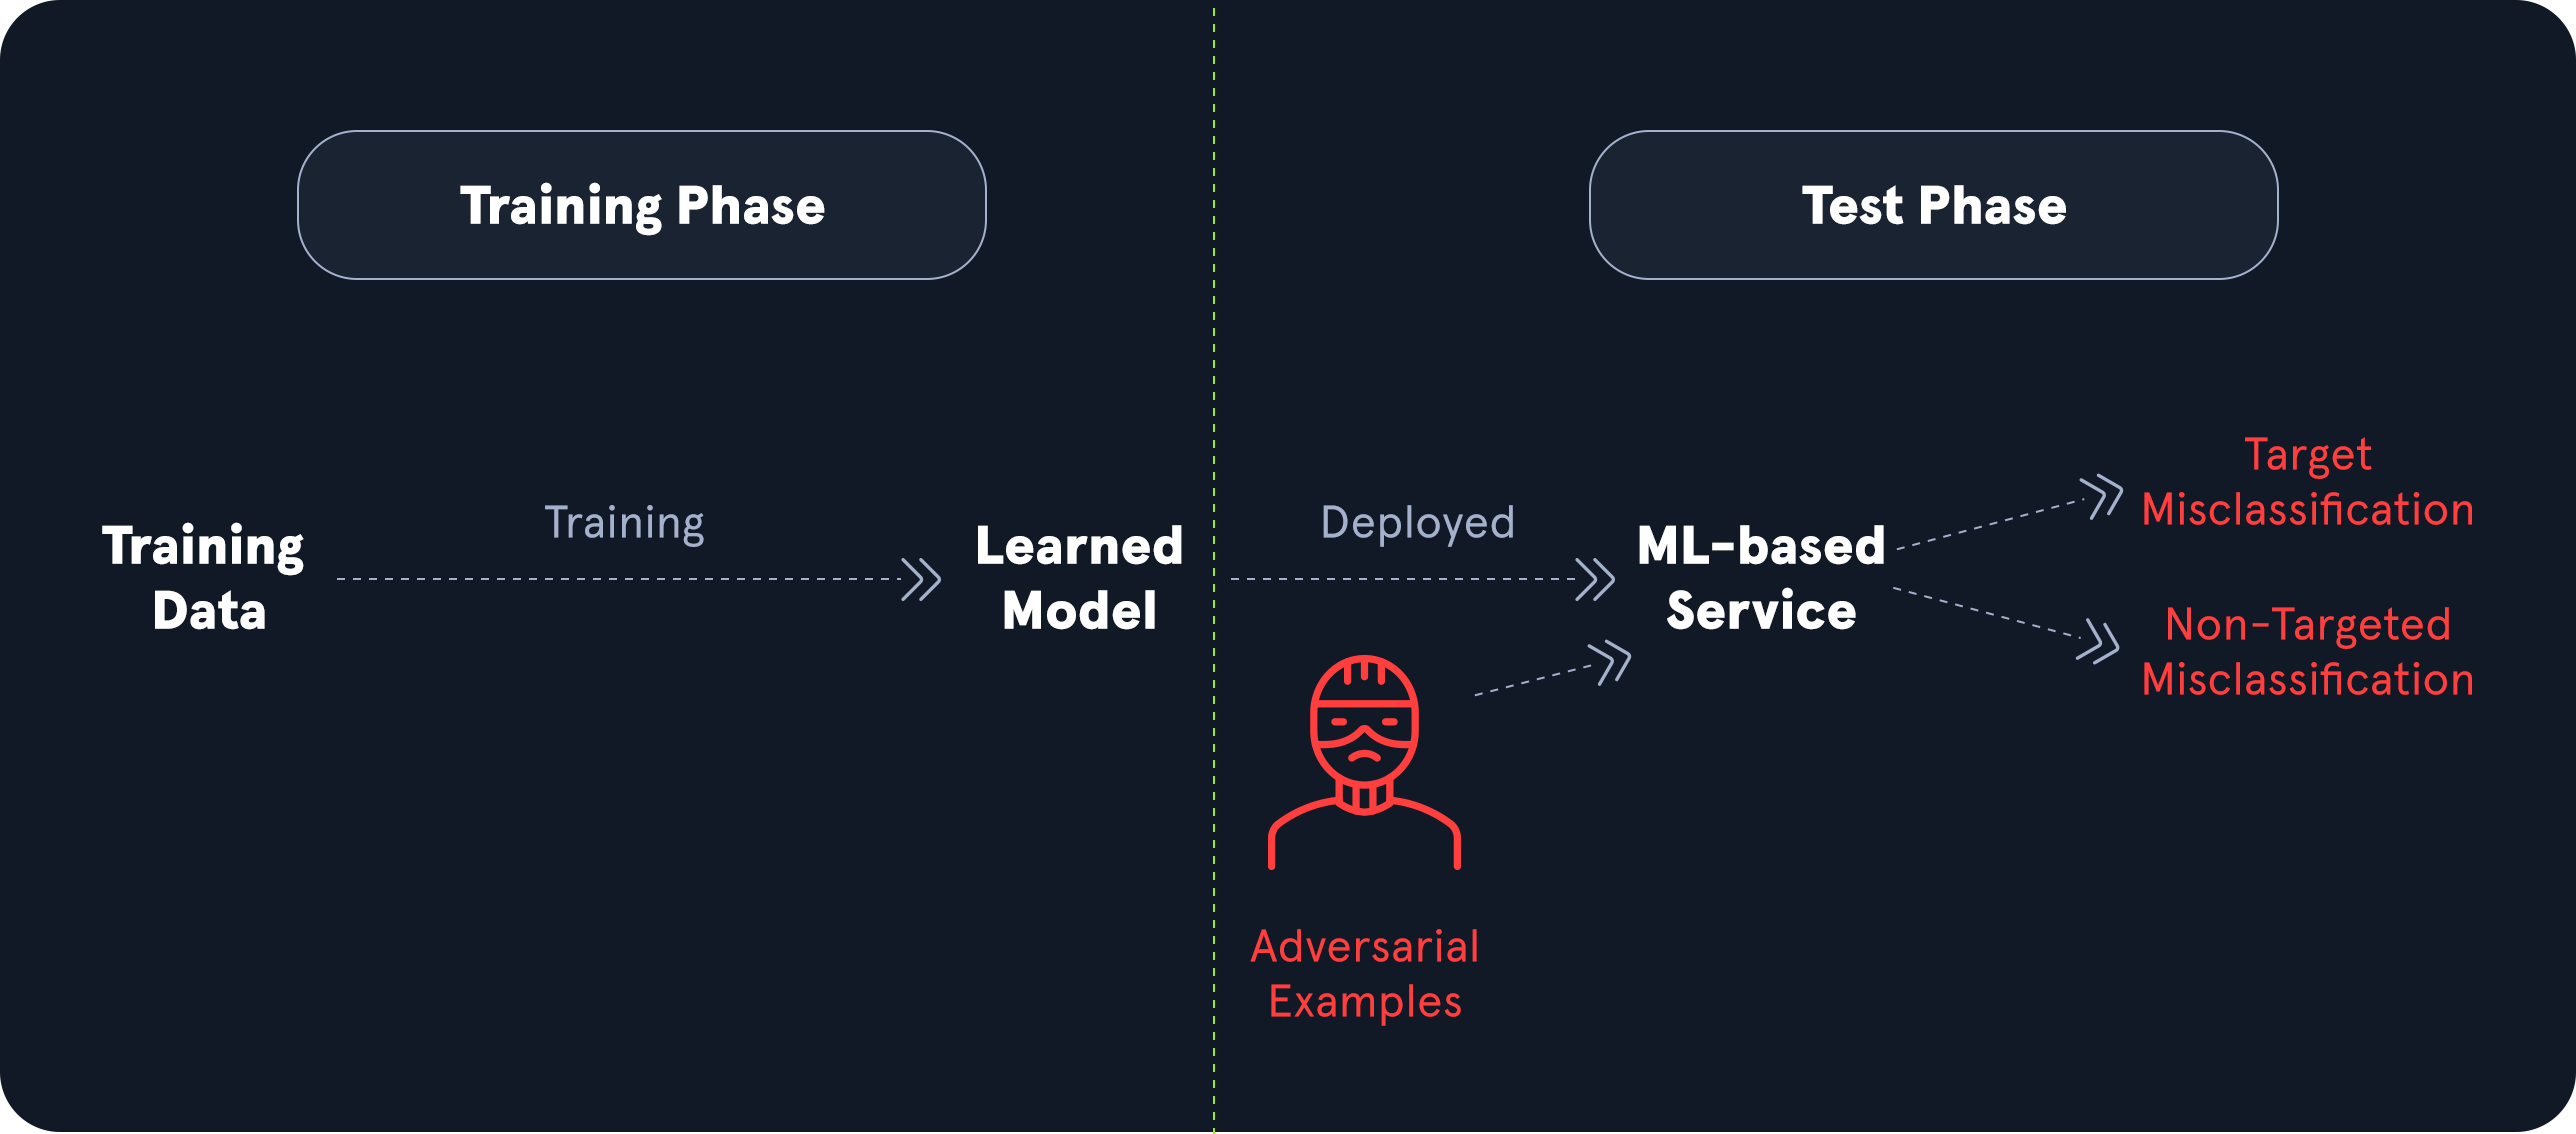 Training Phase
Test Phase
Training
Data
Training
Learned
Model
Deployed
ML-based
Service
Target
Misclassification
Non-Targeted
Misclassification
Adversarial
Examples